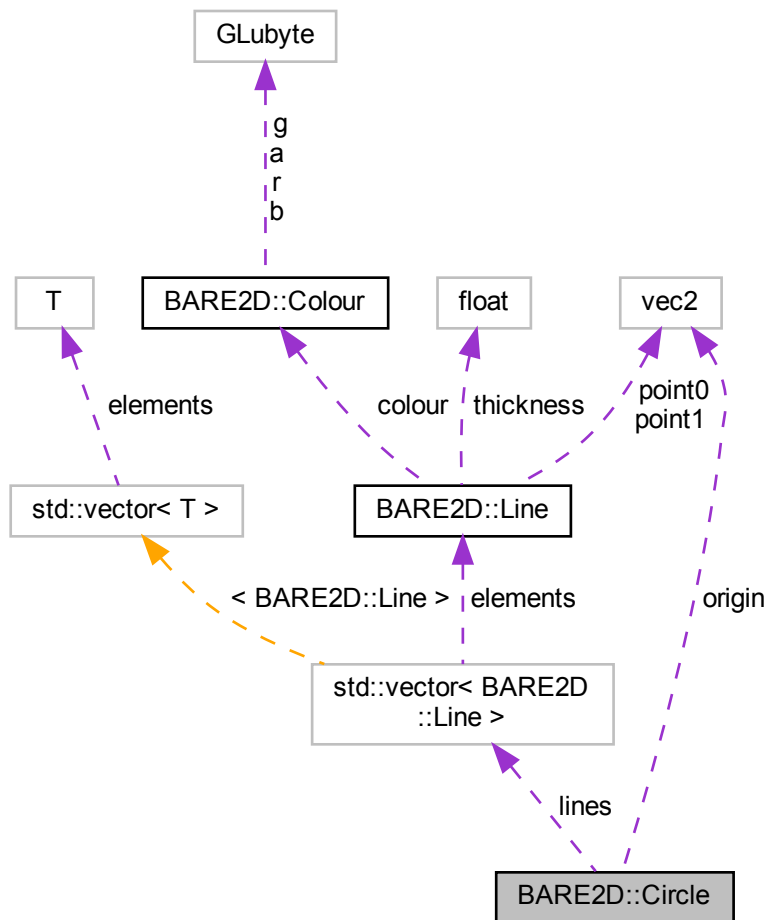 GLubyte
g
a
r
b
T
BARE2D::Colour
float
vec2
elements
colour
thickness
point0
point1
std::vector< T >
BARE2D::Line
< BARE2D::Line >
elements
origin
std::vector< BARE2D
::Line >
lines
BARE2D::Circle